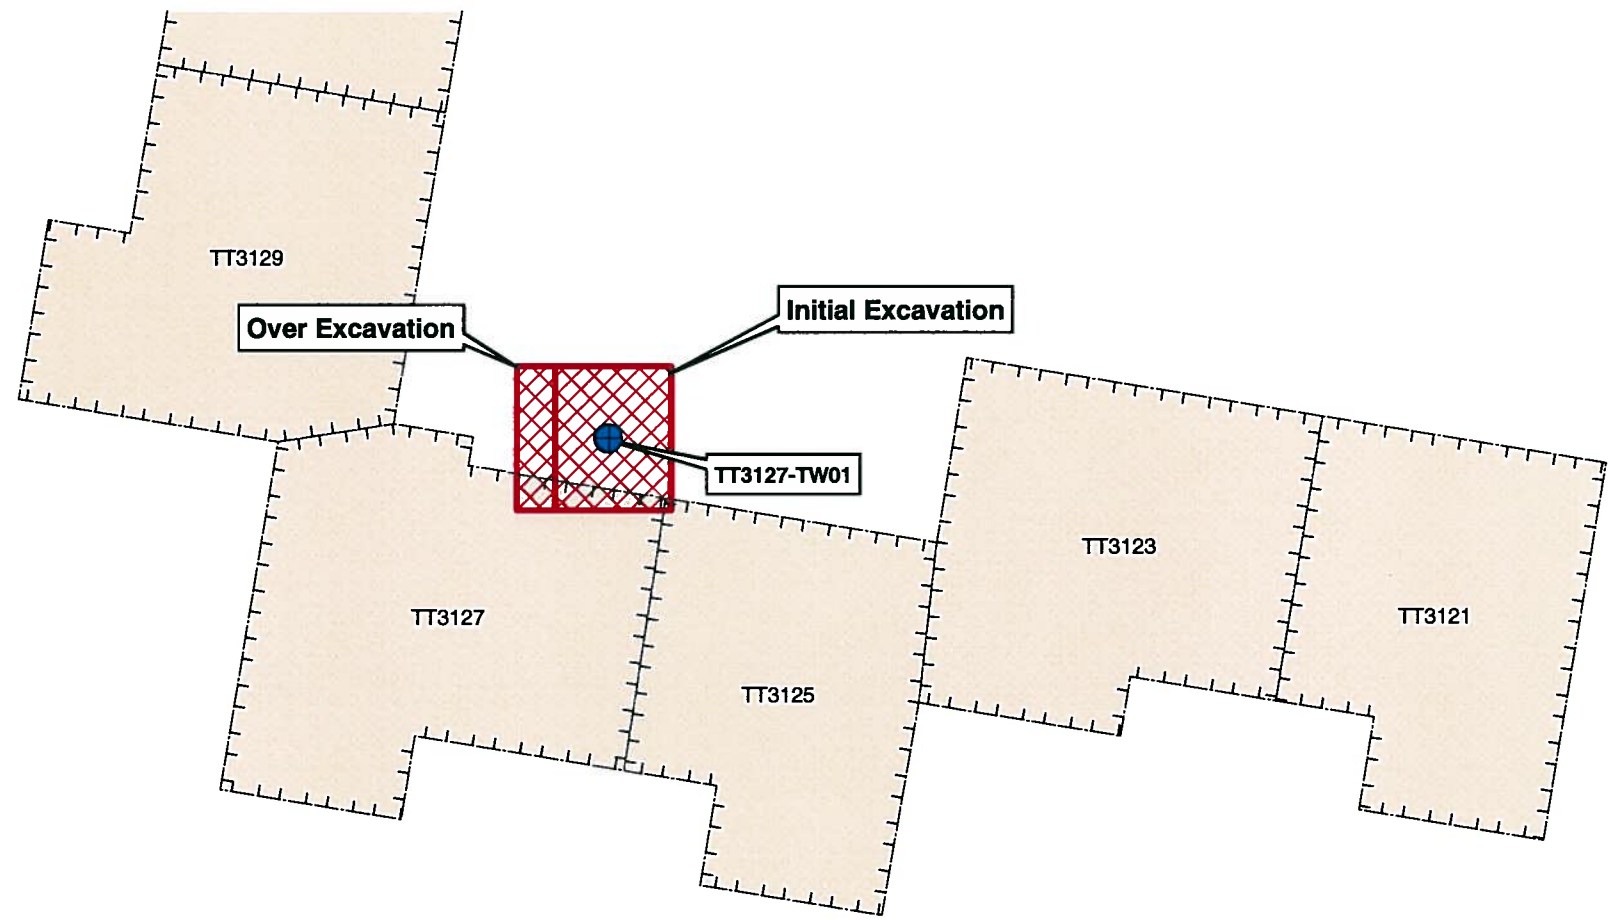 TT3129
Initial Excavation
Over Excavation
TT3127-TW01
TT3123
TT3127
TT3121
TT3125